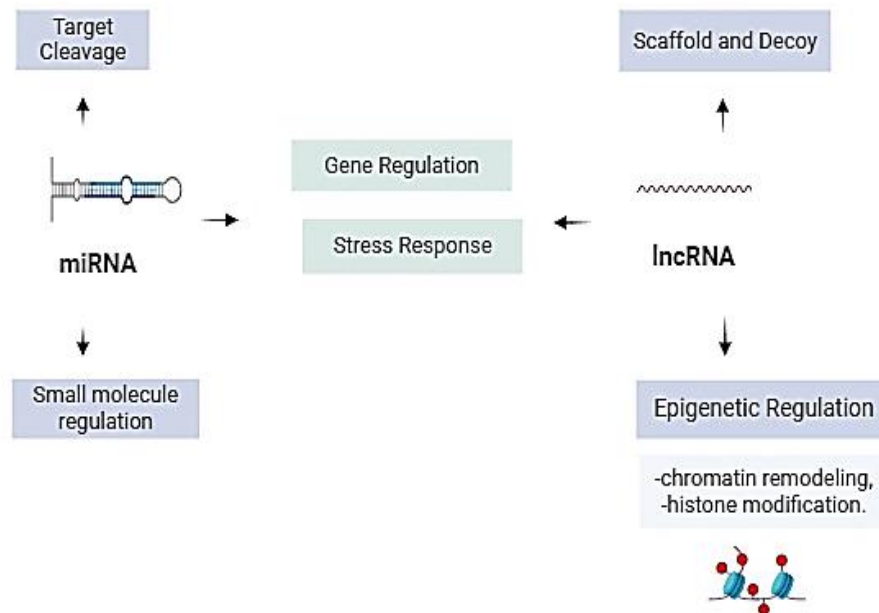 Target
Cleavage
Scaffold and Decoy
Gene Regulation
Stress Response
miRNA
lncRNA
Small molecule
regulation
Epigenetic Regulation
-chromatin remodeling,
-histone modification.